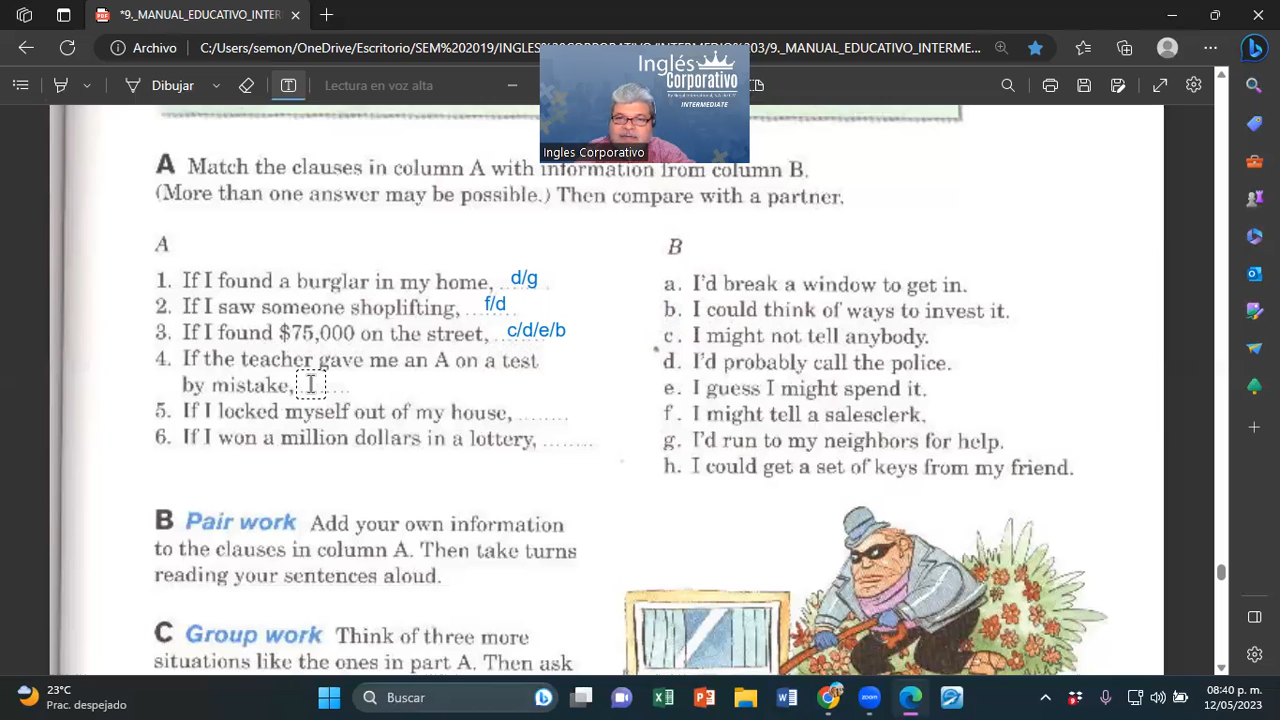 *9_MANUAL_EDUCATIVO_INTERM
Archivo
C:/Users/semon/OneDrive/Escritorio/SEM%202019/INGLES
CORPORATIVO/INTERMEDIO%2003/9._MANUAL_EDUCATIVO_INTERME...
Dibujar
Lectura en voz alta
Inglés
Corporativo
INTERMEDIATE
Ingles Corporativo
A Match the clauses in column A with information from column B.
(More than one answer may be possible.) Then compare with a partner.
A
1. If I found a burglar in my home, d/g
2. If I saw someone shoplifting, f/d
3. If I found $75,000 on the street, c/d/e/b
4. If the teacher gave me an A on a test
by mistake, ........
5. If I locked myself out of my house, ........
6. If I won a million dollars in a lottery, ........
B
a. I'd break a window to get in.
b. I could think of ways to invest it.
c. I might not tell anybody.
d. I'd probably call the police.
e. I guess I might spend it.
f. I might tell a salesclerk.
g. I'd run to my neighbors for help.
h. I could get a set of keys from my friend.
B Pair work Add your own information
to the clauses in column A. Then take turns
reading your sentences aloud.
C Group work Think of three more
situations like the ones in part A. Then ask
23°C
Prac. despejado
Buscar
08:40 p. m.
12/05/2023